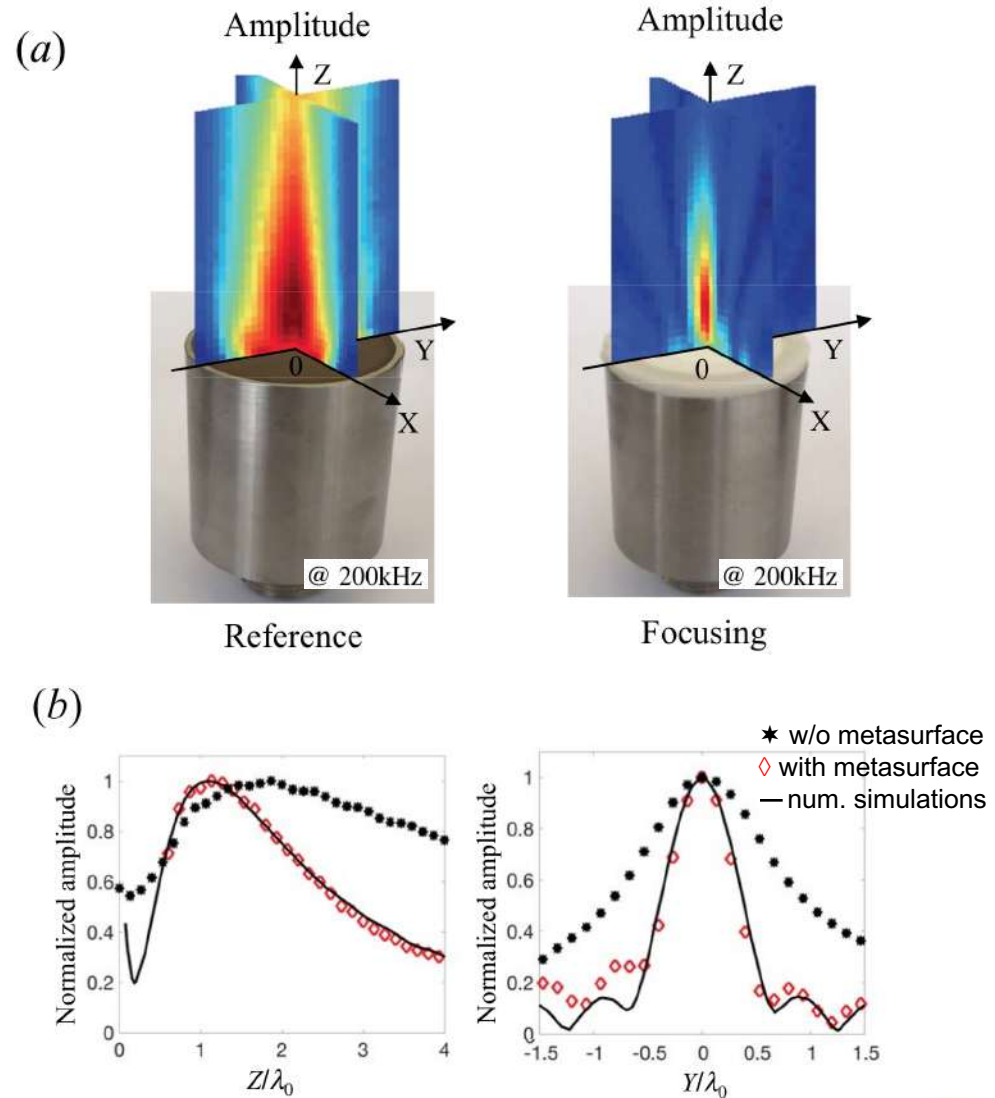 (a)
Amplitude
Z
Y
0
X
@ 200kHz
Reference
Amplitude
Z
Y
0
X
@ 200kHz
Focusing
(b)
Normalized amplitude
1
0.8
0.6
0.4
0.2
0
0 1 2 3 4
Z/λ₀
Normalized amplitude
1
0.8
0.6
0.4
0.2
0
-1.5 -1 -0.5 0 0.5 1 1.5
Y/λ₀
w/o metasurface
with metasurface
num. simulations